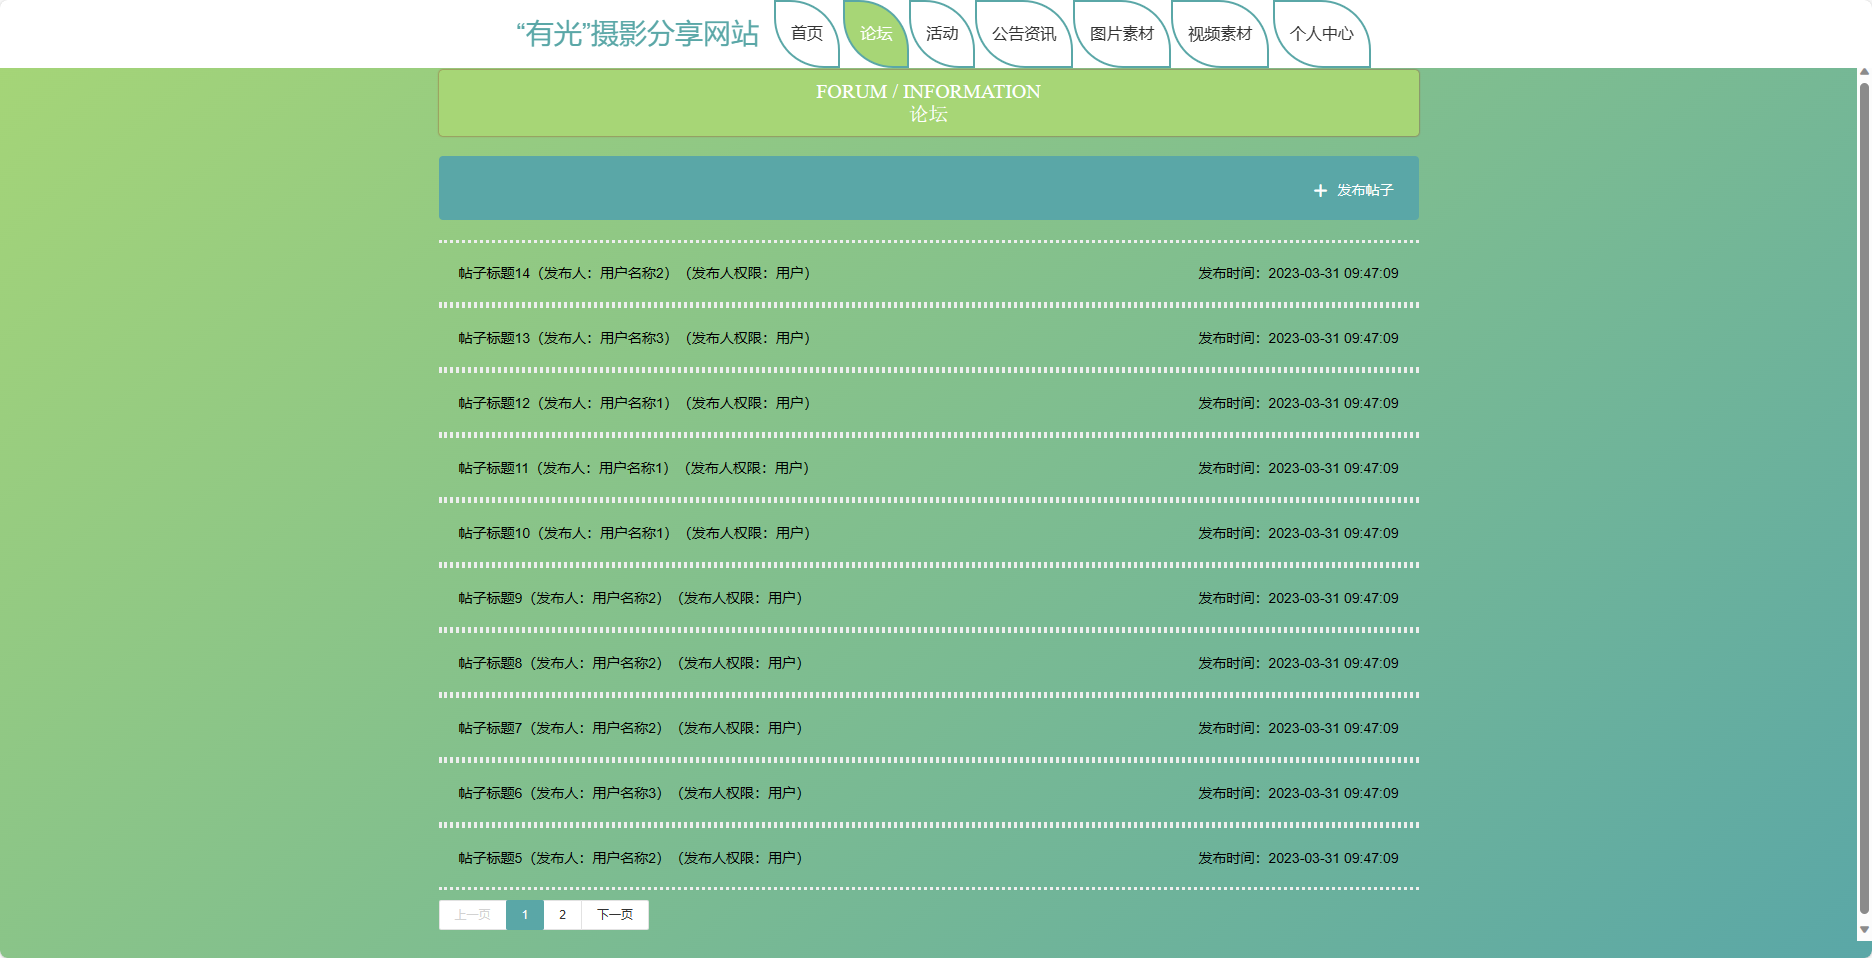 “有光”摄影分享网站 首页 论坛 活动 公告资讯 图片素材 视频素材 个人中心
FORUM / INFORMATION
论坛
+ 发布帖子
帖子标题14（发布人：用户名称2）（发布人权限：用户） 发布时间：2023-03-31 09:47:09
帖子标题13（发布人：用户名称3）（发布人权限：用户） 发布时间：2023-03-31 09:47:09
帖子标题12（发布人：用户名称1）（发布人权限：用户） 发布时间：2023-03-31 09:47:09
帖子标题11（发布人：用户名称1）（发布人权限：用户） 发布时间：2023-03-31 09:47:09
帖子标题10（发布人：用户名称1）（发布人权限：用户） 发布时间：2023-03-31 09:47:09
帖子标题9（发布人：用户名称2）（发布人权限：用户） 发布时间：2023-03-31 09:47:09
帖子标题8（发布人：用户名称2）（发布人权限：用户） 发布时间：2023-03-31 09:47:09
帖子标题7（发布人：用户名称2）（发布人权限：用户） 发布时间：2023-03-31 09:47:09
帖子标题6（发布人：用户名称3）（发布人权限：用户） 发布时间：2023-03-31 09:47:09
帖子标题5（发布人：用户名称2）（发布人权限：用户） 发布时间：2023-03-31 09:47:09
上一页 1 2 下一页